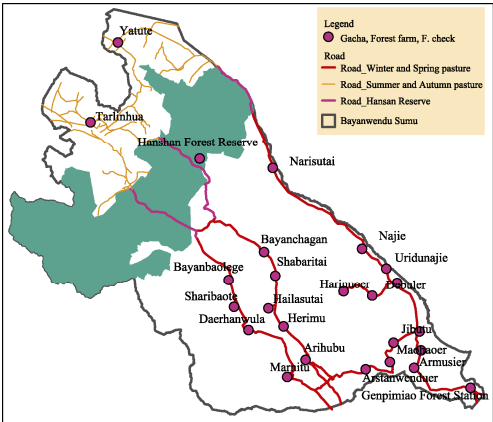 Yatute
Legend
Gacha, Forest farm, F. check
Road
Road_Winter and Spring pasture
Road_Summer and Autumn pasture
Road_Hansan Reserve
Bayanwendu Sumu
Tarlinhua
Hanshan Forest Reserve
Narisutai
Najie
Bayanchagan
Uridunajie
Bayanbaolege
Shabaritai
Dabuler
Sharibaote
Hailasutai
Daerhanwula
Herimu
Jibutu
Arihubu
Maobaoer
Armusier
Marnitu
Arstanwenduer
Genpimiao Forest Station